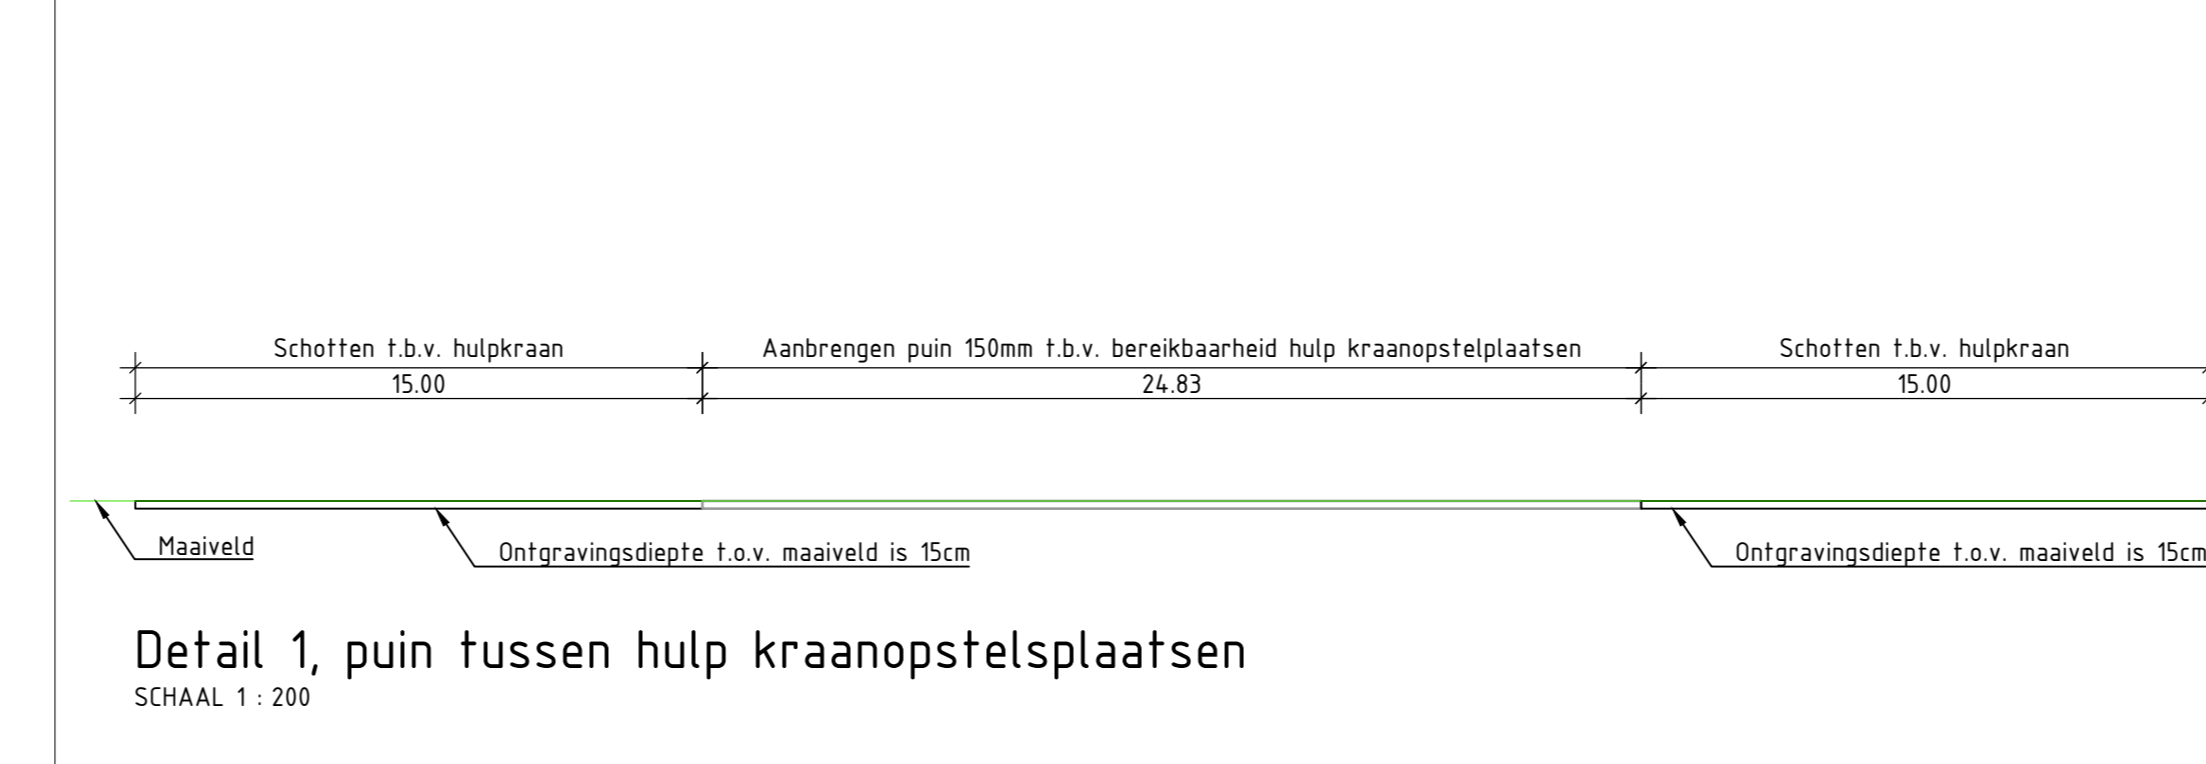 Schotten t.b.v. hulpkraan
Aanbrengen puin 150mm t.b.v. bereikbaarheid hulp kraanopstelplaatsen
Schotten t.b.v. hulpkraan
15.00
24.83
15.00
Maaiveld
Ontgravingsdiepte t.o.v. maaiveld is 15cm
Ontgravingsdiepte t.o.v. maaiveld is 15cm
Detail 1, puin tussen hulp kraanopstelsplaatsen
SCHAAL 1 : 200